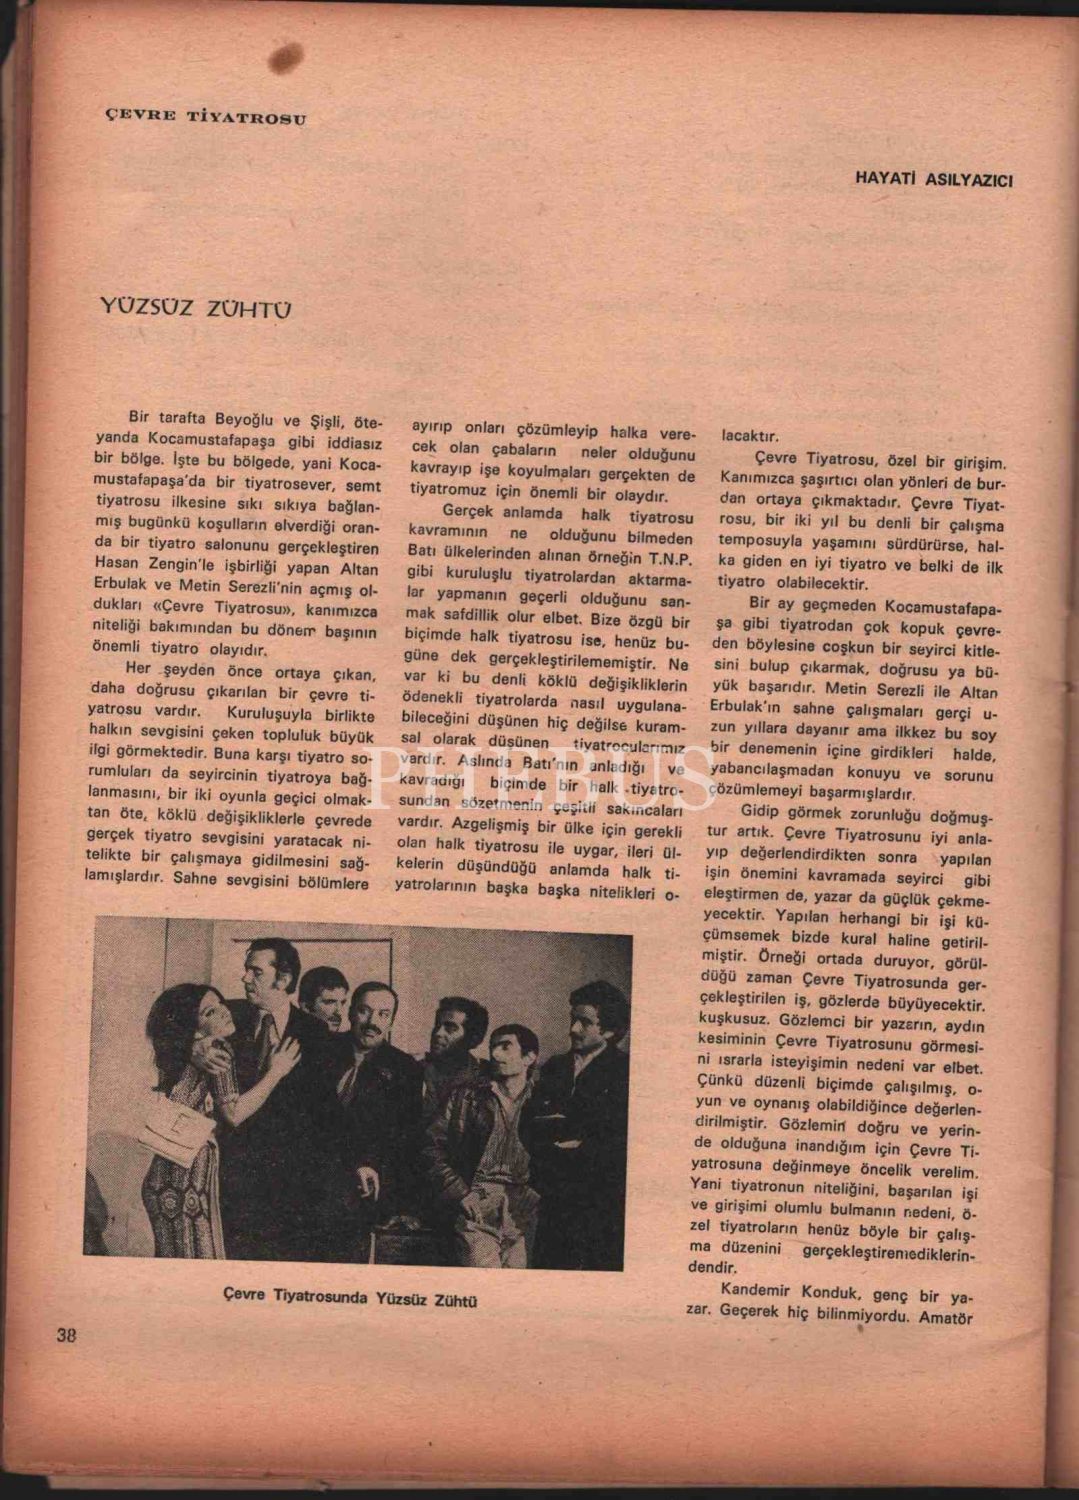 ÇEVRE TİYATROSU
HAYATİ ASILYAZICI
YÜZSÜZ ZÜHTÜ
Bir tarafta Beyoğlu ve Şişli, öte-
yanda Kocamustafapaşa gibi iddiasız
bir bölge. İşte bu bölgede, yani Koca-
mustafapaşa'da bir tiyatrosever, semt
tiyatrosu ilkesine sıkı sıkıya bağlan-
mış bugünkü koşulların elverdiği oran-
da bir tiyatro salonunu gerçekleştiren
Hasan Zengin'le işbirliği yapan Altan
Erbulak ve Metin Serezli'nin açmış ol-
dukları «Çevre Tiyatrosu», kanımızca
niteliği bakımından bu dönem başının
önemli tiyatro olayıdır.
Her şeyden önce ortaya çıkan,
daha doğrusu çıkarılan bir çevre ti-
yatrosu vardır. Kuruluşuyla birlikte
halkın sevgisini çeken topluluk büyük
ilgi görmektedir. Buna karşı tiyatro so-
rumluları da seyircinin tiyatroya bağ-
lanmasını, bir iki oyunla geçici olmak-
tan öte, köklü değişikliklerle çevrede
gerçek tiyatro sevgisini yaratacak ni-
telikte bir çalışmaya gidilmesini sağ-
lamışlardır. Sahne sevgisini bölümlere
ayırıp onları çözümleyip halka vere-
cek olan çabaların neler olduğunu
kavrayıp işe koyulmaları gerçekten de
tiyatromuz için önemli bir olaydır.
Gerçek anlamda halk tiyatrosu
kavramının ne olduğunu bilmeden
Batı ülkelerinden alınan örneğin T.N.P.
gibi kuruluşlu tiyatrolardan aktarma-
lar yapmanın geçerli olduğunu san-
mak safdillik olur elbet. Bize özgü bir
biçimde halk tiyatrosu ise, henüz bu-
güne dek gerçekleştirilememiştir. Ne
var ki bu denli köklü değişikliklerin
ödenekli tiyatrolarda nasıl uygulana-
bileceğini düşünen hiç değilse kuram-
sal olarak düşünen tiyatrocularımız
vardır. Aslında Batı'nın anladığı ve
kavradığı biçimde bir halk tiyatro-
sundan sözetmenin çeşitli sakıncaları
vardır. Azgelişmiş bir ülke için gerekli
olan halk tiyatrosu ile uygar, ileri ül-
kelerin düşündüğü anlamda halk ti-
yatrolarının başka başka nitelikleri o-
lacaktır.
Çevre Tiyatrosu, özel bir girişim.
Kanımızca şaşırtıcı olan yönleri de bur-
dan ortaya çıkmaktadır. Çevre Tiyat-
rosu, bir iki yıl bu denli bir çalışma
temposuyla yaşamını sürdürürse, hal-
ka giden en iyi tiyatro ve belki de ilk
tiyatro olabilecektir.
Bir ay geçmeden Kocamustafapa-
şa gibi tiyatrodan çok kopuk çevre-
den böylesine coşkun bir seyirci kitle-
sini bulup çıkarmak, doğrusu ya bü-
yük başarıdır. Metin Serezli ile Altan
Erbulak'ın sahne çalışmaları gerçi u-
zun yıllara dayanır ama ilkkez bu soy
bir denemenin içine girdikleri halde,
yabancılaşmadan konuyu ve sorunu
çözümlemeyi başarmışlardır.
Gidip görmek zorunluğu doğmuş-
tur artık. Çevre Tiyatrosunu iyi anla-
yıp değerlendirdikten sonra yapılan
işin önemini kavramada seyirci gibi
eleştirmen de, yazar da güçlük çekme-
yecektir. Yapılan herhangi bir işi kü-
çümsemek bizde kural haline getiril-
miştir. Örneği ortada duruyor, görül-
düğü zaman Çevre Tiyatrosunda ger-
çekleştirilen iş, gözlerde büyüyecektir.
kuşkusuz. Gözlemci bir yazarın, aydın
kesiminin Çevre Tiyatrosunu görmesi-
ni ısrarla isteyişimin nedeni var elbet.
Çünkü düzenli biçimde çalışılmış, o-
yun ve oynanış olabildiğince değerlen-
dirilmiştir. Gözlemin doğru ve yerin-
de olduğuna inandığım için Çevre Ti-
yatrosuna değinmeye öncelik verelim.
Yani tiyatronun niteliğini, başarılan işi
ve girişimi olumlu bulmanın nedeni, ö-
zel tiyatroların henüz böyle bir çalış-
ma düzenini gerçekleştiremediklerin-
dendir.
Kandemir Konduk, genç bir ya-
zar. Geçerek hiç bilinmiyordu. Amatör
Çevre Tiyatrosunda Yüzsüz Zühtü
38
PHEBUS